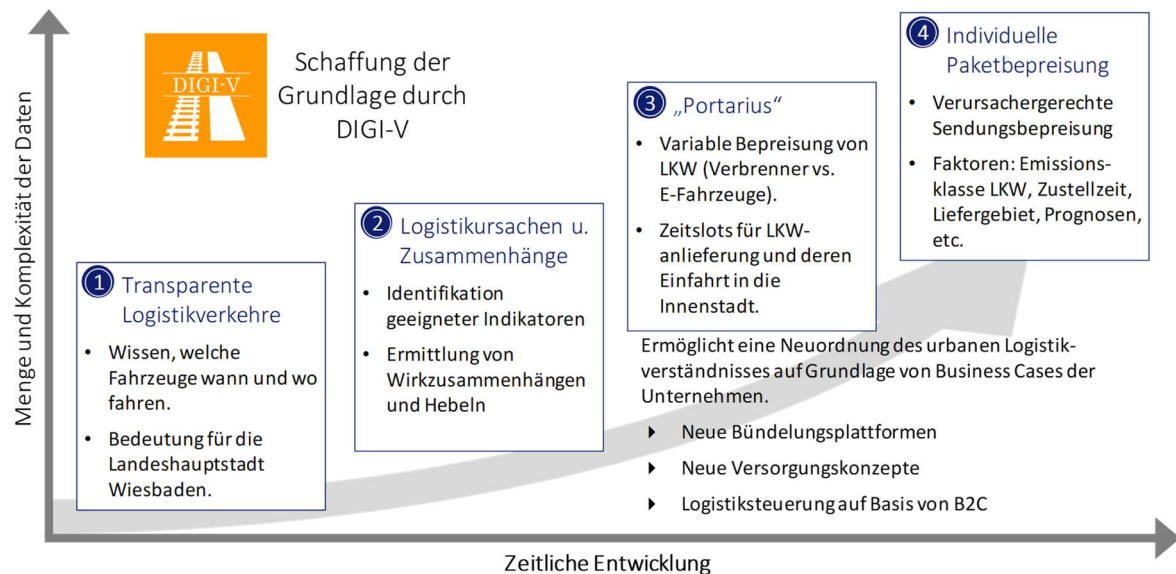 Menge und Komplexität der Daten
DIGI-V
Schaffung der
Grundlage durch
DIGI-V
1 Transparente
Logistikverkehre
• Wissen, welche
Fahrzeuge wann und wo
fahren.
• Bedeutung für die
Landeshauptstadt
Wiesbaden.
2 Logistikursachen u.
Zusammenhänge
• Identifikation
geeigneter Indikatoren
• Ermittlung von
Wirkzusammenhängen
und Hebeln
3 „Portarius“
• Variable Bepreisung von
LKW (Verbrenner vs.
E-Fahrzeuge).
• Zeitslots für LKW-
anlieferung und deren
Einfahrt in die
Innenstadt.
Ermöglicht eine Neuordnung des urbanen Logistik-
verständnisses auf Grundlage von Business Cases der
Unternehmen.
Neue Bündelungsplattformen
Neue Versorgungskonzepte
Logistiksteuerung auf Basis von B2C
4 Individuelle
Paketbepreisung
• Verursachergerechte
Sendungsbepreisung
• Faktoren: Emissions-
klasse LKW, Zustellzeit,
Liefergebiet, Prognosen,
etc.
Zeitliche Entwicklung